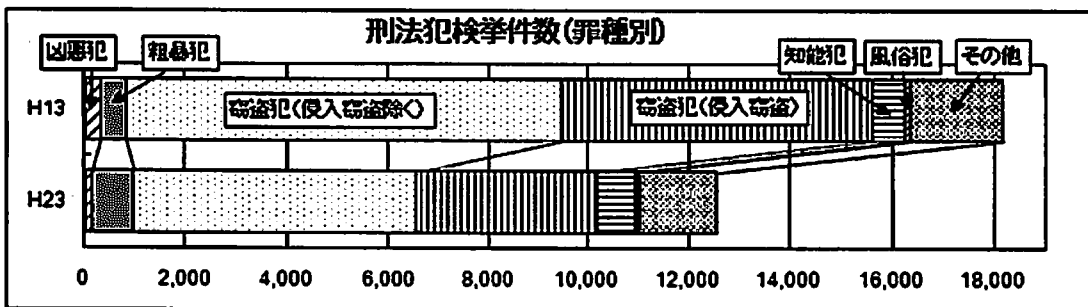 刑法犯検挙件数(罪種別)
凶悪犯 粗暴犯 知能犯 風俗犯 その他
H13 窃盗犯(侵入窃盗除く) 窃盗犯(侵入窃盗)
H23
0 2,000 4,000 6,000 8,000 10,000 12,000 14,000 16,000 18,000